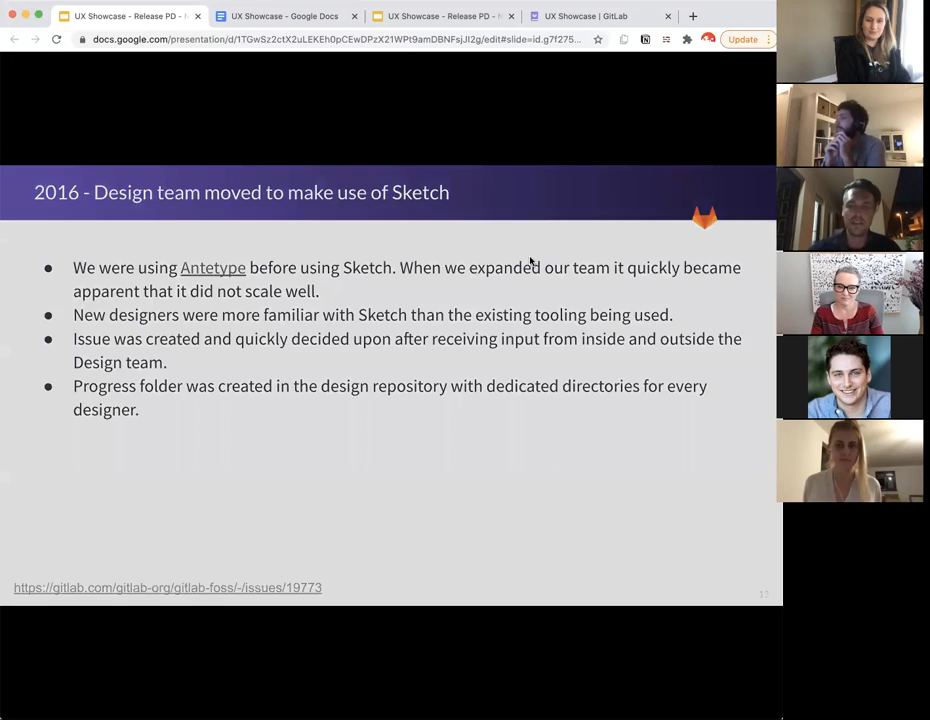 UX Showcase - Release PD -
UX Showcase - Google Docs
UX Showcase - Release PD -
UX Showcase | GitLab
docs.google.com/presentation/d/1TGwSz2ctX2uLEKEh0pCEwDPzX21WPt9amDBNFsjJI2g/edit#slide=id.g7f275...
Update
2016 - Design team moved to make use of Sketch
● We were using Antetype before using Sketch. When we expanded our team it quickly became
apparent that it did not scale well.
● New designers were more familiar with Sketch than the existing tooling being used.
● Issue was created and quickly decided upon after receiving input from inside and outside the
Design team.
● Progress folder was created in the design repository with dedicated directories for every
designer.
https://gitlab.com/gitlab-org/gitlab-foss/-/issues/19773
13